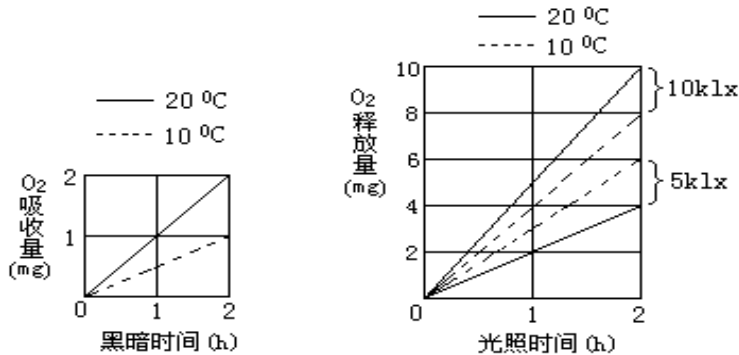 20 ⁰C
10 ⁰C
O₂
吸收量
(mg)
2
1
0
1
2
黑暗时间 (h)
20 ⁰C
10 ⁰C
O₂
释放量
(mg)
10
8
6
4
2
0
1
2
10klx
5klx
光照时间 (h)